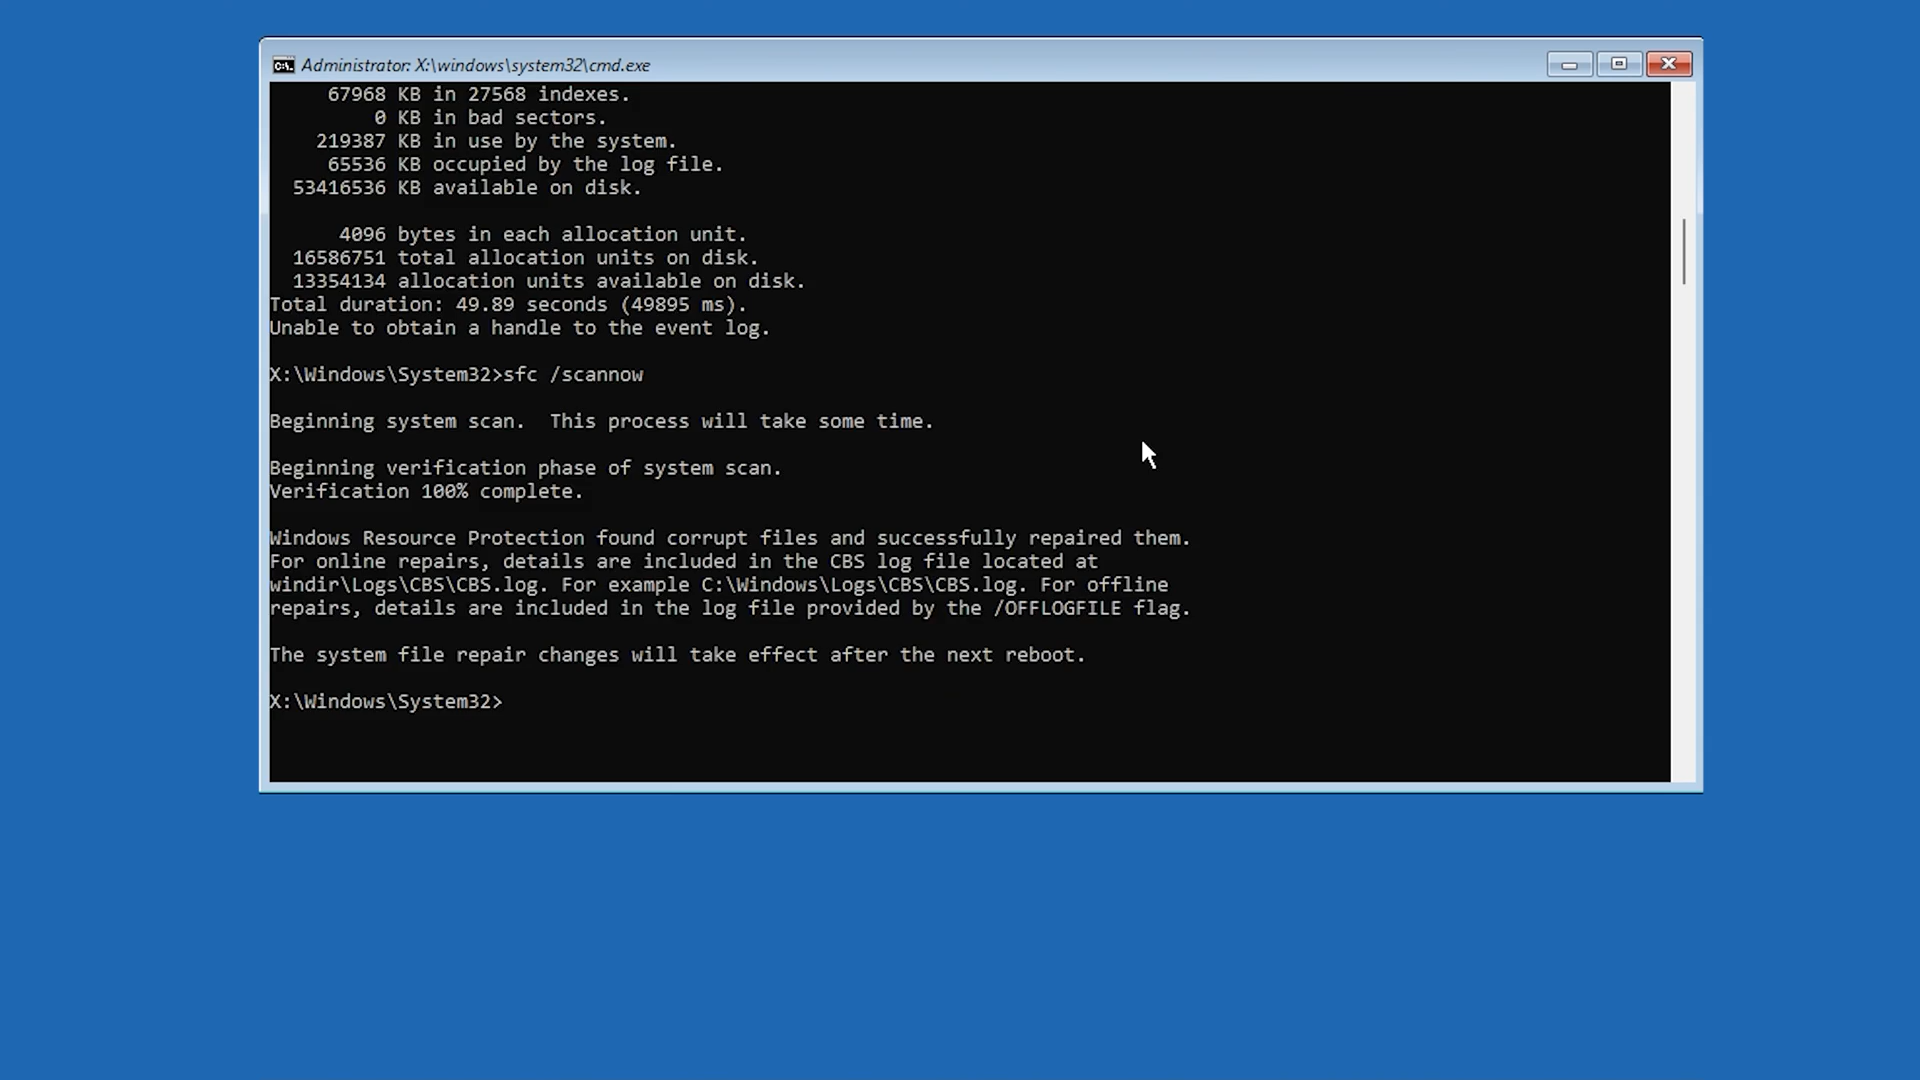 Administrator: X:\windows\system32\cmd.exe
67968 KB in 27568 indexes.
0 KB in bad sectors.
219387 KB in use by the system.
65536 KB occupied by the log file.
53416536 KB available on disk.
4096 bytes in each allocation unit.
16586751 total allocation units on disk.
13354134 allocation units available on disk.
Total duration: 49.89 seconds (49895 ms).
Unable to obtain a handle to the event log.
X:\Windows\System32>sfc /scannow
Beginning system scan.  This process will take some time.
Beginning verification phase of system scan.
Verification 100% complete.
Windows Resource Protection found corrupt files and successfully repaired them.
For online repairs, details are included in the CBS log file located at
windir\Logs\CBS\CBS.log. For example C:\Windows\Logs\CBS\CBS.log. For offline
repairs, details are included in the log file provided by the /OFFLOGFILE flag.
The system file repair changes will take effect after the next reboot.
X:\Windows\System32>